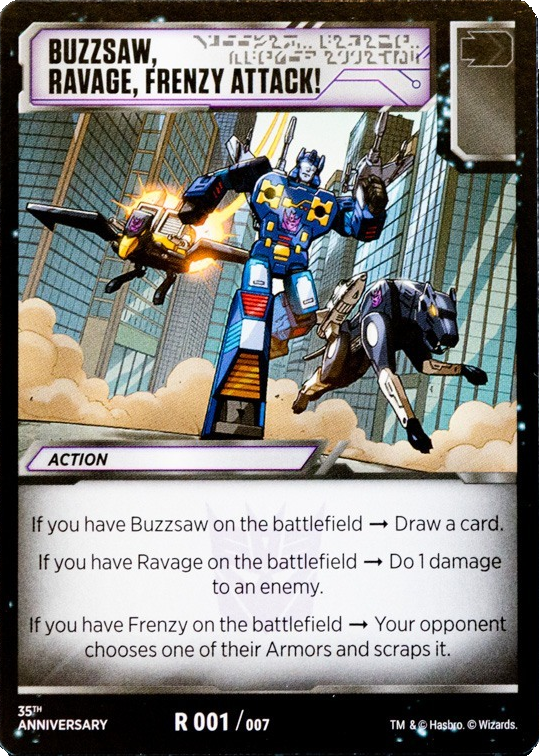 BUZZSAW,
RAVAGE, FRENZY ATTACK!
ACTION
If you have Buzzsaw on the battlefield → Draw a card.
If you have Ravage on the battlefield → Do 1 damage
to an enemy.
If you have Frenzy on the battlefield → Your opponent
chooses one of their Armors and scraps it.
35TH
ANNIVERSARY
R 001 / 007
TM & © Hasbro. © Wizards.